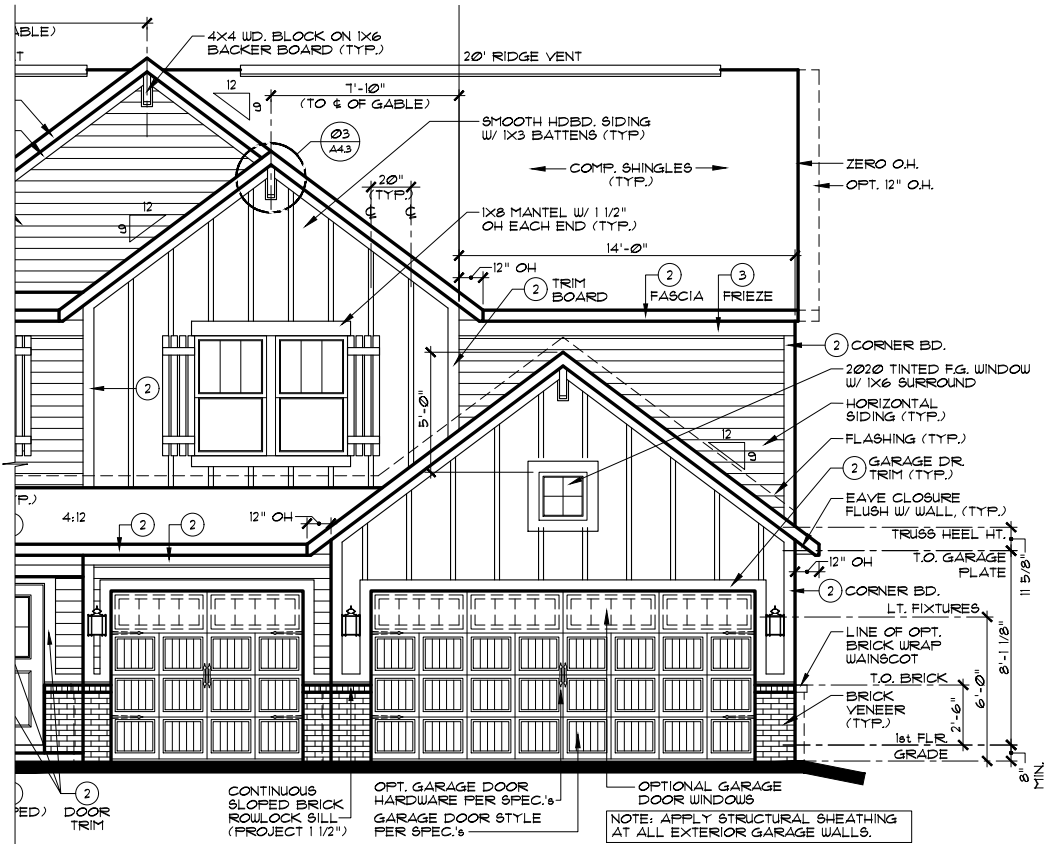 ABLE)
T
4X4 WD. BLOCK ON 1X6
BACKER BOARD (TYP.)
20' RIDGE VENT
12
9
7'-10"
(TO ℄ OF GABLE)
03
A4.3
SMOOTH HDBD. SIDING
W/ 1X3 BATTENS (TYP)
COMP. SHINGLES
(TYP.)
ZERO O.H.
OPT. 12" O.H.
20"
(TYP.)
℄ ℄
12
9
1X8 MANTEL W/ 1 1/2"
OH EACH END (TYP.)
14'-0"
12" OH
2 TRIM
BOARD
2
FASCIA
3
FRIEZE
2 CORNER BD.
2
5'-0"
2020 TINTED F.G. WINDOW
W/ 1X6 SURROUND
HORIZONTAL
SIDING (TYP.)
12
9
FLASHING (TYP.)
2 GARAGE DR.
TRIM (TYP.)
EAVE CLOSURE
FLUSH W/ WALL, (TYP.)
P.)
4:12
2
2
12" OH
TRUSS HEEL HT.
T.O. GARAGE
PLATE
12" OH
11 5/8"
2 CORNER BD.
LT. FIXTURES
LINE OF OPT.
BRICK WRAP
WAINSCOT
8'-1 1/8"
6'-0"
T.O. BRICK
BRICK
VENEER
(TYP.)
2'-6"
1st FLR.
GRADE
8"
MIN.
PED)
2
DOOR
TRIM
CONTINUOUS
SLOPED BRICK
ROWLOCK SILL
(PROJECT 1 1/2")
OPT. GARAGE DOOR
HARDWARE PER SPEC.'s
GARAGE DOOR STYLE
PER SPEC.'s
OPTIONAL GARAGE
DOOR WINDOWS
NOTE: APPLY STRUCTURAL SHEATHING
AT ALL EXTERIOR GARAGE WALLS.